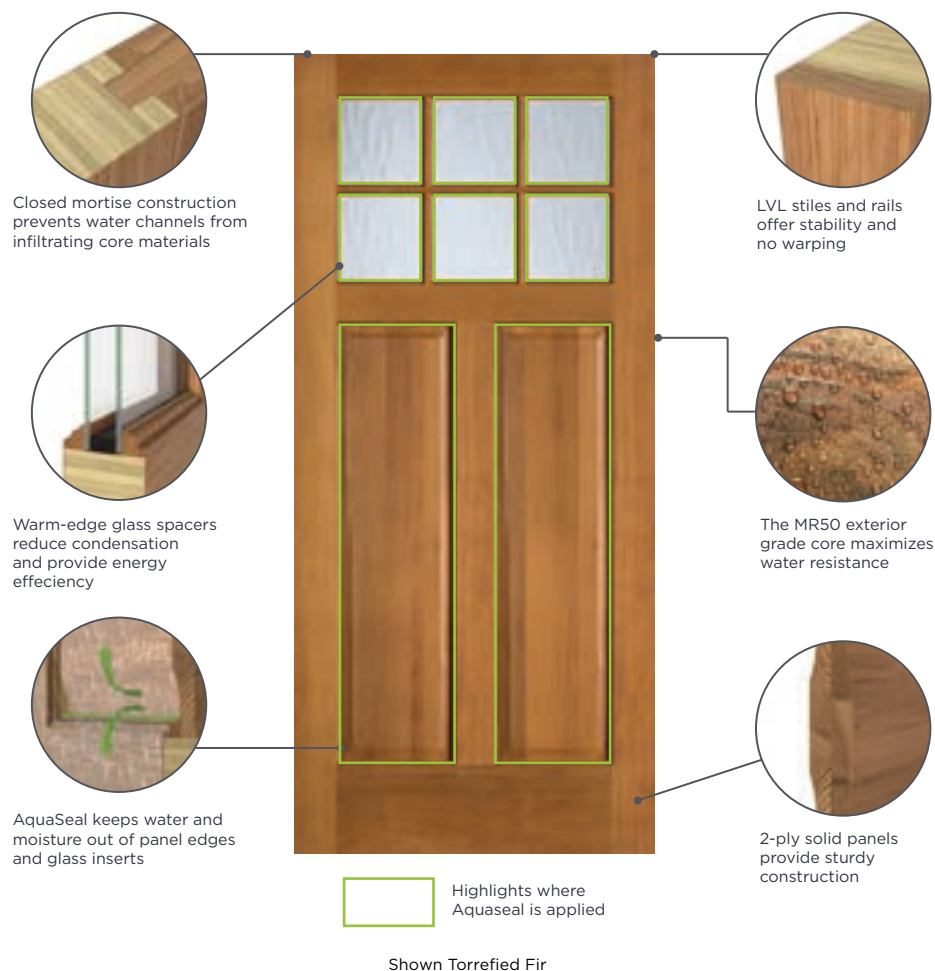 Closed mortise construction
prevents water channels from
infiltrating core materials
LVL stiles and rails
offer stability and
no warping
Warm-edge glass spacers
reduce condensation
and provide energy
effeciency
The MR50 exterior
grade core maximizes
water resistance
AquaSeal keeps water and
moisture out of panel edges
and glass inserts
2-ply solid panels
provide sturdy
construction
Highlights where
Aquaseal is applied
Shown Torrefied Fir